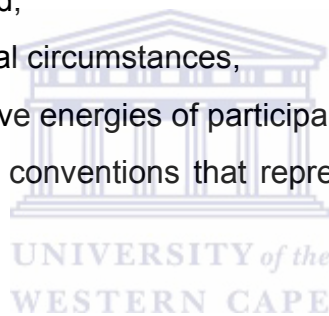 al circumstances,
ve energies of participa
conventions that repre
UNIVERSITY of the
WESTERN CAPE